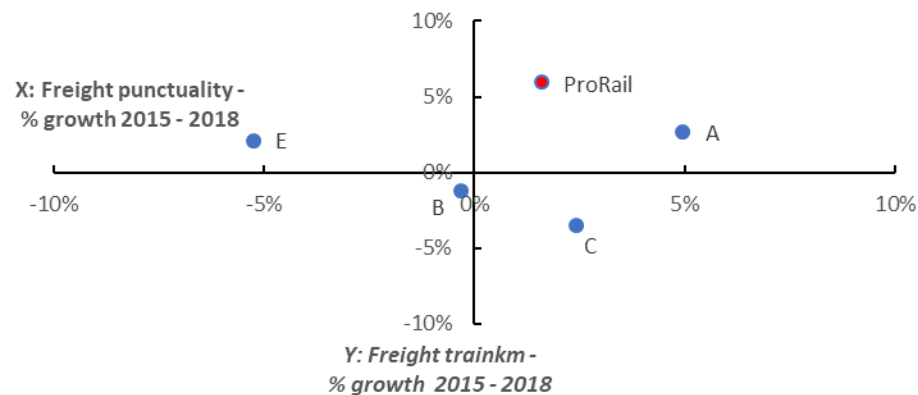 10%
X: Freight punctuality -
% growth 2015 - 2018
ProRail
5%
E
A
0%
-10%
-5%
B
0%
5%
10%
-5%
C
-10%
Y: Freight trainkm -
% growth 2015 - 2018